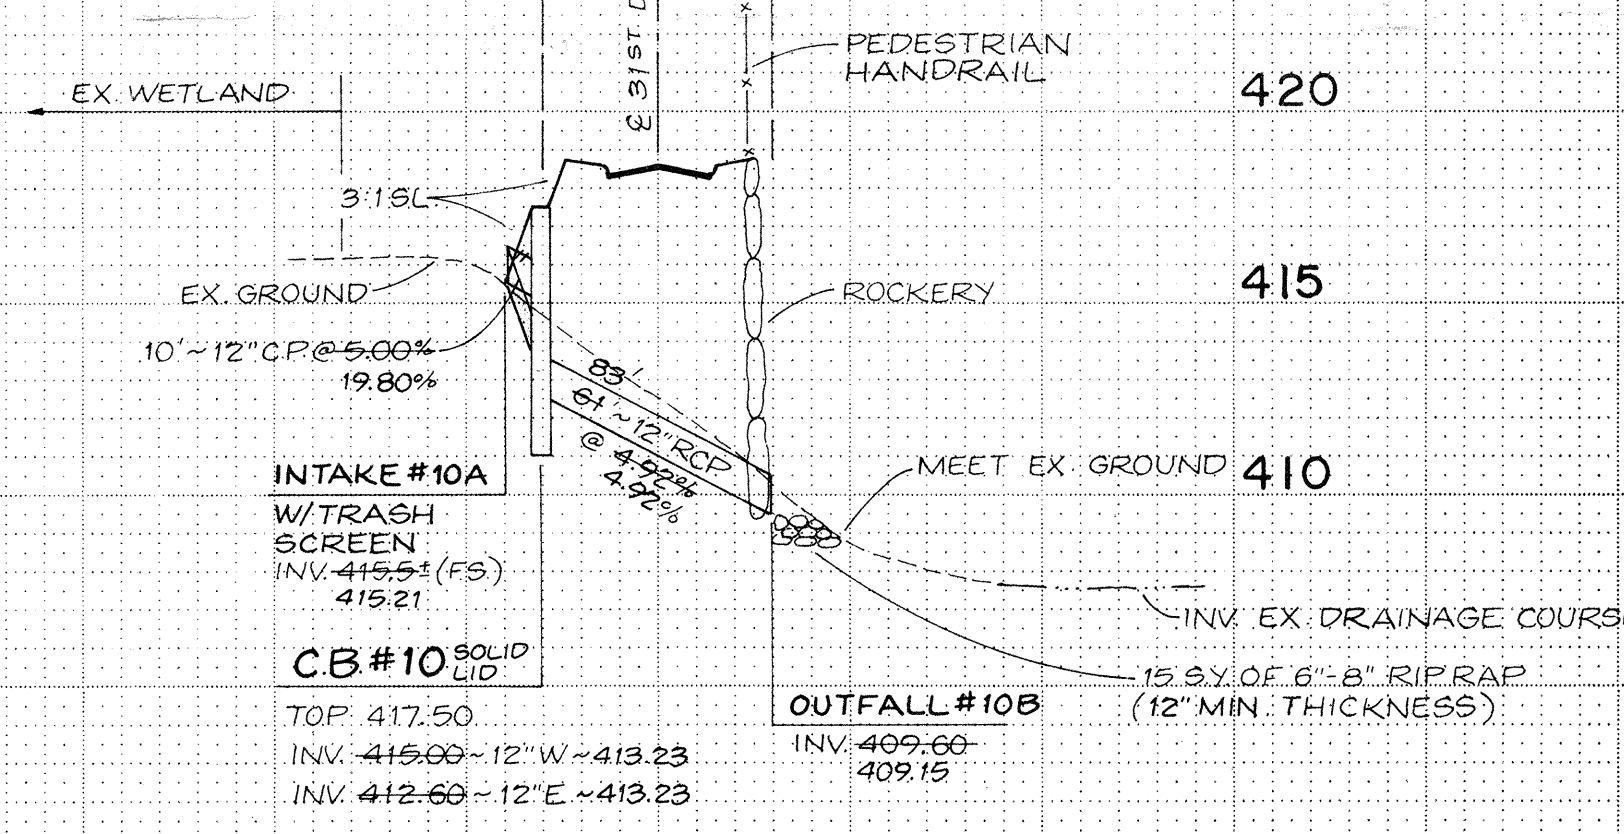 PEDESTRIAN
HANDRAIL
EX. WETLAND
℄ 31ST D
420
3:1 SL.
EX. GROUND
415
ROCKERY
10'~12" C.P. @ 5.00%
19.80%
83'
61'~12" RCP
@ 4.92%
4.92%
MEET EX. GROUND
410
INTAKE #10A
W/TRASH
SCREEN
INV. 415.5± (F.S.)
415.21
INV. EX. DRAINAGE COURS
C.B. #10 SOLID
LID
15 S.Y. OF 6"-8" RIPRAP
(12" MIN. THICKNESS)
TOP 417.50
INV. 415.00 ~ 12" W ~413.23
INV. 412.60 ~ 12" E ~413.23
OUTFALL #10B
INV. 409.60
409.15